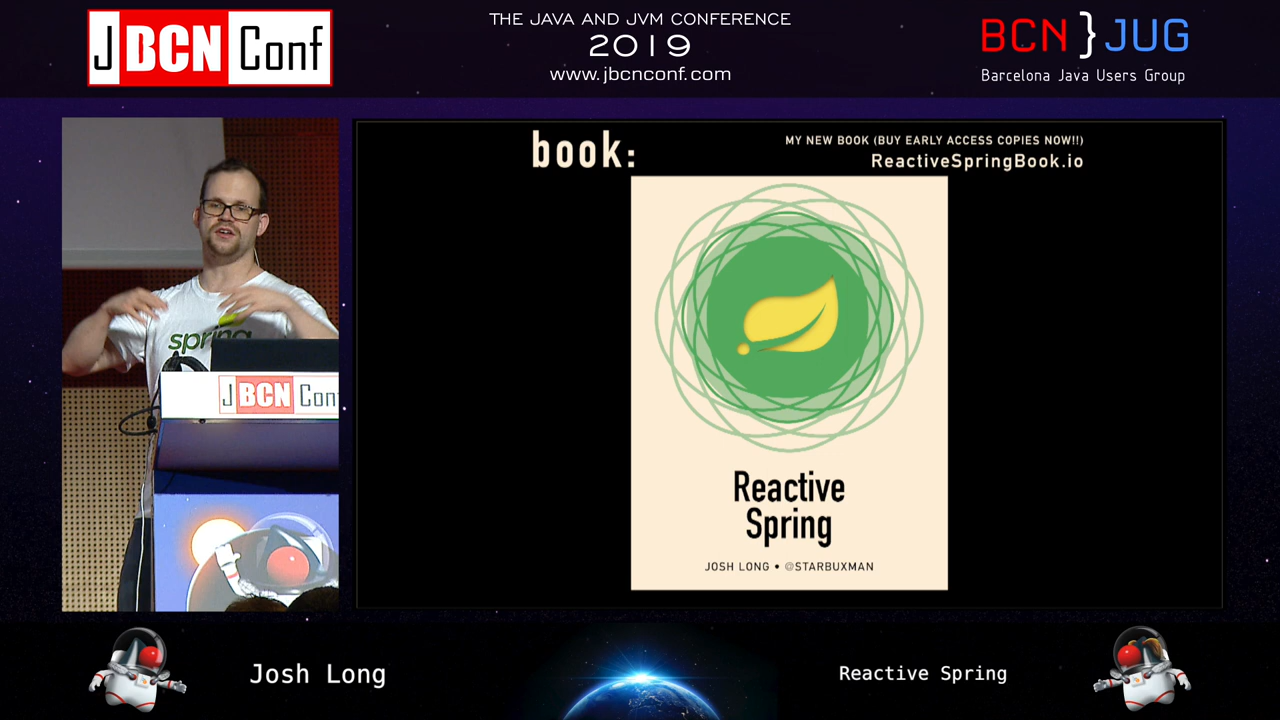 J BCN Conf
THE JAVA AND JVM CONFERENCE
2019
www.jbcnconf.com
BCN}JUG
Barcelona Java Users Group
book:
MY NEW BOOK (BUY EARLY ACCESS COPIES NOW!!)
ReactiveSpringBook.io
spring
J BCN Con
Reactive
Spring
JOSH LONG • @STARBUXMAN
Josh Long
Reactive Spring